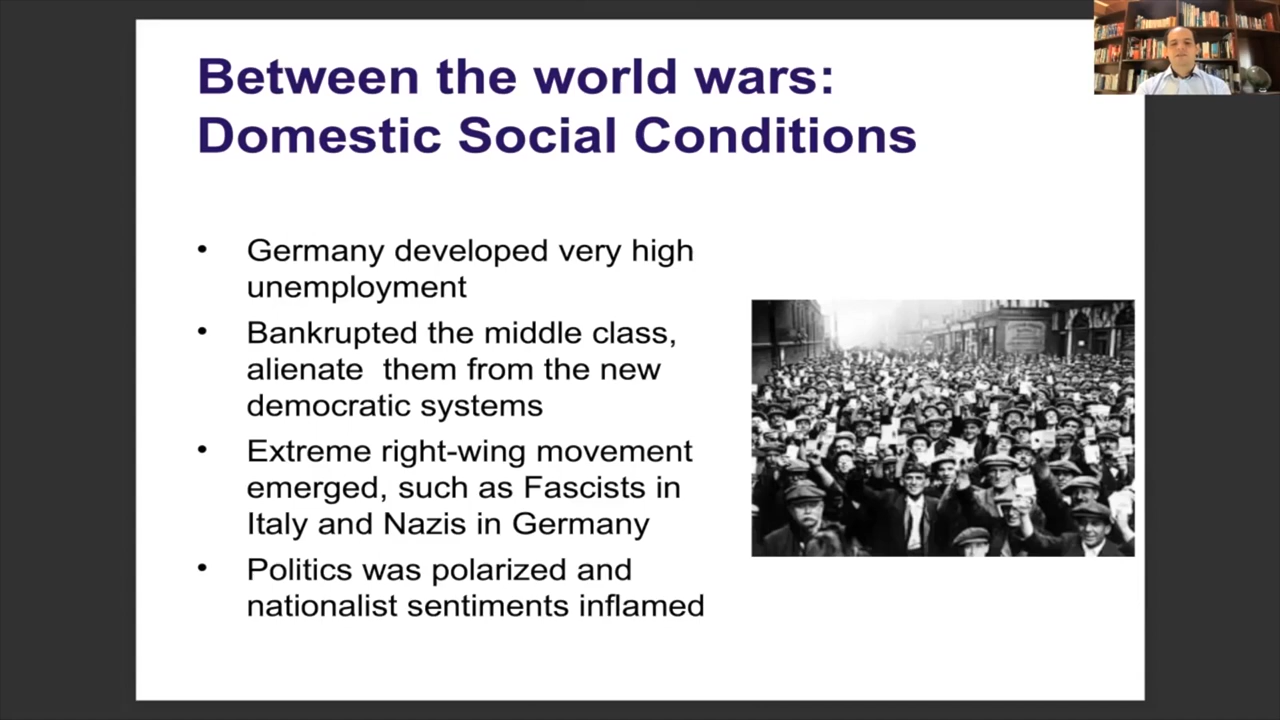 Between the world wars:
Domestic Social Conditions
• Germany developed very high
unemployment
• Bankrupted the middle class,
alienate  them from the new
democratic systems
• Extreme right-wing movement
emerged, such as Fascists in
Italy and Nazis in Germany
• Politics was polarized and
nationalist sentiments inflamed